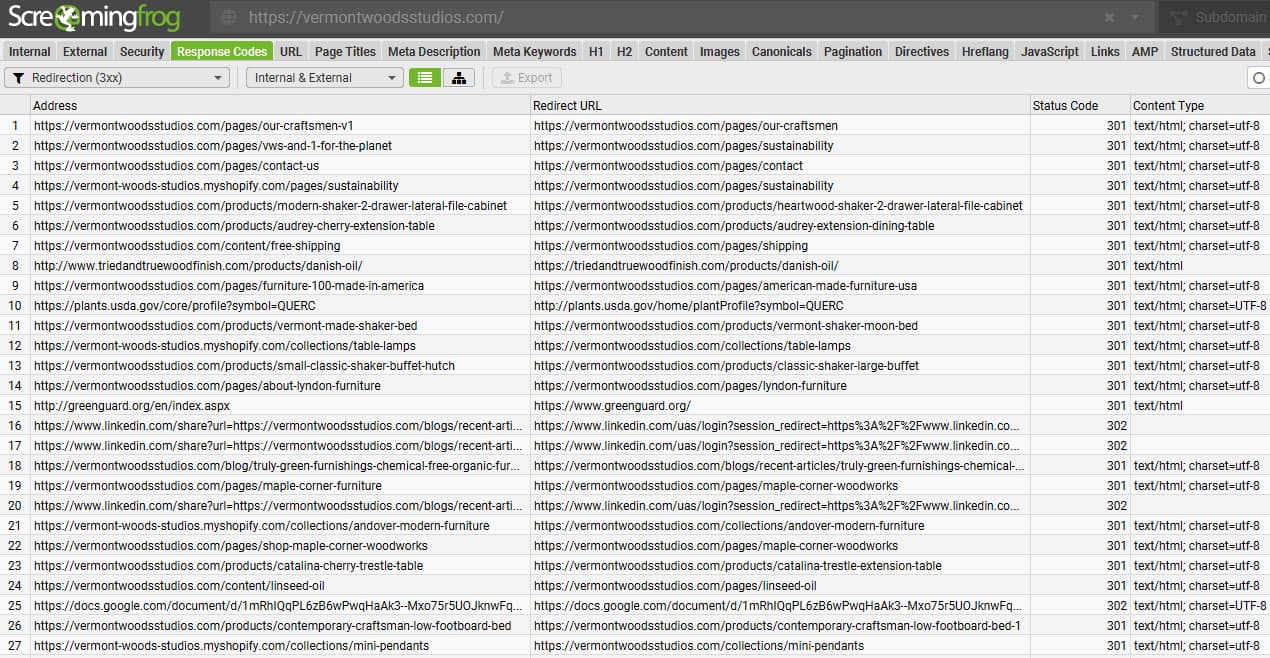 Screamingfrog https://vermontwoodsstudios.com/ Subdomain
Internal External Security Response Codes URL Page Titles Meta Description Meta Keywords H1 H2 Content Images Canonicals Pagination Directives Hreflang JavaScript Links AMP Structured Data
Redirection (3xx) Internal & External Export
Address Redirect URL Status Code Content Type
1 https://vermontwoodsstudios.com/pages/our-craftsmen-v1 https://vermontwoodsstudios.com/pages/our-craftsmen 301 text/html; charset=utf-8
2 https://vermontwoodsstudios.com/pages/vws-and-1-for-the-planet https://vermontwoodsstudios.com/pages/sustainability 301 text/html; charset=utf-8
3 https://vermontwoodsstudios.com/pages/contact-us https://vermontwoodsstudios.com/pages/contact 301 text/html; charset=utf-8
4 https://vermont-woods-studios.myshopify.com/pages/sustainability https://vermontwoodsstudios.com/pages/sustainability 301 text/html; charset=utf-8
5 https://vermontwoodsstudios.com/products/modern-shaker-2-drawer-lateral-file-cabinet https://vermontwoodsstudios.com/products/heartwood-shaker-2-drawer-lateral-file-cabinet 301 text/html; charset=utf-8
6 https://vermontwoodsstudios.com/products/audrey-cherry-extension-table https://vermontwoodsstudios.com/products/audrey-extension-dining-table 301 text/html; charset=utf-8
7 https://vermontwoodsstudios.com/content/free-shipping https://vermontwoodsstudios.com/pages/shipping 301 text/html; charset=utf-8
8 http://www.triedandtruewoodfinish.com/products/danish-oil/ https://triedandtruewoodfinish.com/products/danish-oil/ 301 text/html
9 https://vermontwoodsstudios.com/pages/furniture-100-made-in-america https://vermontwoodsstudios.com/pages/american-made-furniture-usa 301 text/html; charset=utf-8
10 https://plants.usda.gov/core/profile?symbol=QUERC http://plants.usda.gov/home/plantProfile?symbol=QUERC 301 text/html; charset=UTF-8
11 https://vermontwoodsstudios.com/products/vermont-made-shaker-bed https://vermontwoodsstudios.com/products/vermont-shaker-moon-bed 301 text/html; charset=utf-8
12 https://vermont-woods-studios.myshopify.com/collections/table-lamps https://vermontwoodsstudios.com/collections/table-lamps 301 text/html; charset=utf-8
13 https://vermontwoodsstudios.com/products/small-classic-shaker-buffet-hutch https://vermontwoodsstudios.com/products/classic-shaker-large-buffet 301 text/html; charset=utf-8
14 https://vermontwoodsstudios.com/pages/about-lyndon-furniture https://vermontwoodsstudios.com/pages/lyndon-furniture 301 text/html; charset=utf-8
15 http://greenguard.org/en/index.aspx https://www.greenguard.org/ 301 text/html
16 https://www.linkedin.com/share?url=https://vermontwoodsstudios.com/blogs/recent-arti... https://www.linkedin.com/uas/login?session_redirect=https%3A%2F%2Fwww.linkedin.co... 302
17 https://www.linkedin.com/share?url=https://vermontwoodsstudios.com/blogs/recent-arti... https://www.linkedin.com/uas/login?session_redirect=https%3A%2F%2Fwww.linkedin.co... 302
18 https://vermontwoodsstudios.com/blog/truly-green-furnishings-chemical-free-organic-fur... https://vermontwoodsstudios.com/blogs/recent-articles/truly-green-furnishings-chemical-... 301 text/html; charset=utf-8
19 https://vermontwoodsstudios.com/pages/maple-corner-furniture https://vermontwoodsstudios.com/pages/maple-corner-woodworks 301 text/html; charset=utf-8
20 https://www.linkedin.com/share?url=https://vermontwoodsstudios.com/blogs/recent-arti... https://www.linkedin.com/uas/login?session_redirect=https%3A%2F%2Fwww.linkedin.co... 302
21 https://vermont-woods-studios.myshopify.com/collections/andover-modern-furniture https://vermontwoodsstudios.com/collections/andover-modern-furniture 301 text/html; charset=utf-8
22 https://vermontwoodsstudios.com/pages/shop-maple-corner-woodworks https://vermontwoodsstudios.com/pages/maple-corner-woodworks 301 text/html; charset=utf-8
23 https://vermontwoodsstudios.com/products/catalina-cherry-trestle-table https://vermontwoodsstudios.com/products/catalina-trestle-extension-table 301 text/html; charset=utf-8
24 https://vermontwoodsstudios.com/content/linseed-oil https://vermontwoodsstudios.com/pages/linseed-oil 301 text/html; charset=utf-8
25 https://docs.google.com/document/d/1mRhIQqPL6zB6wPwqHaAk3--Mxo75r5UOJknwFq... https://docs.google.com/document/d/1mRhIQqPL6zB6wPwqHaAk3--Mxo75r5UOJknwFq... 302 text/html; charset=UTF-8
26 https://vermontwoodsstudios.com/products/contemporary-craftsman-low-footboard-bed https://vermontwoodsstudios.com/products/contemporary-craftsman-low-footboard-bed-1 301 text/html; charset=utf-8
27 https://vermont-woods-studios.myshopify.com/collections/mini-pendants https://vermontwoodsstudios.com/collections/mini-pendants 301 text/html; charset=utf-8